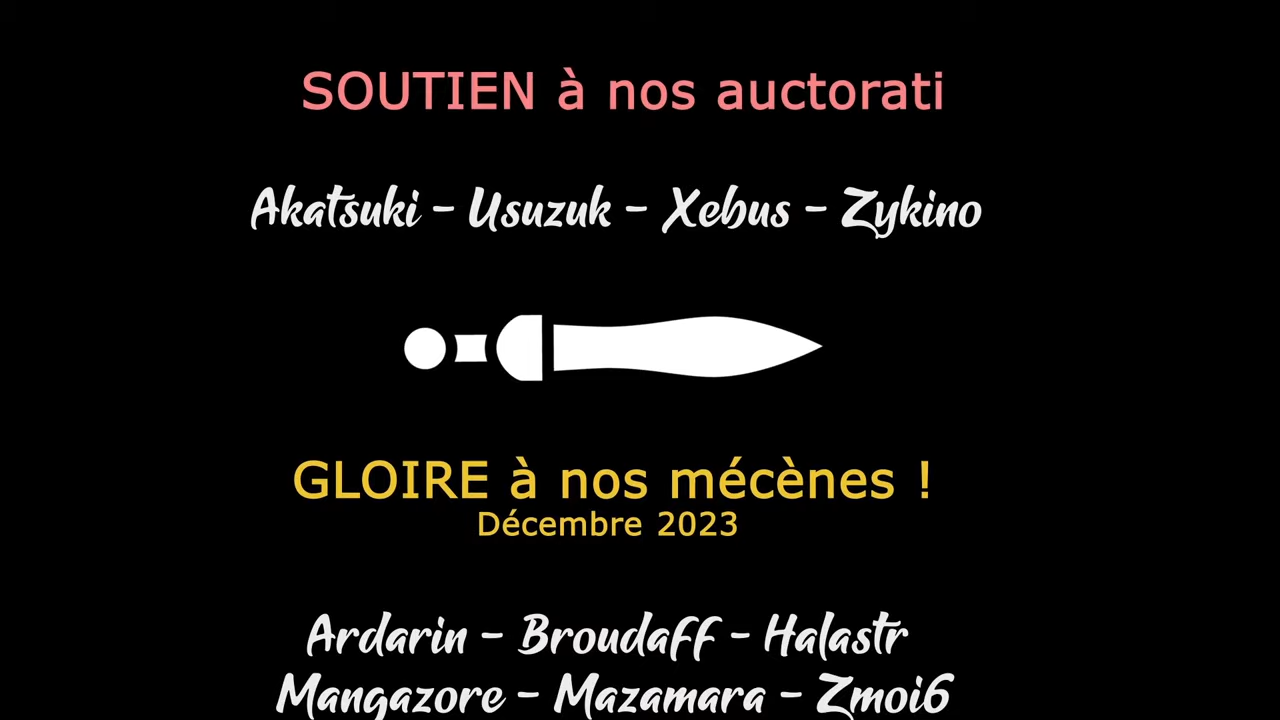 SOUTIEN à nos auctorati
Akatsuki - Usuzuk - Xebus - Zykino
GLOIRE à nos mécènes !
Décembre 2023
Ardarin - Broudaff - Halastr
Mangazore - Mazamara - Zmoi6